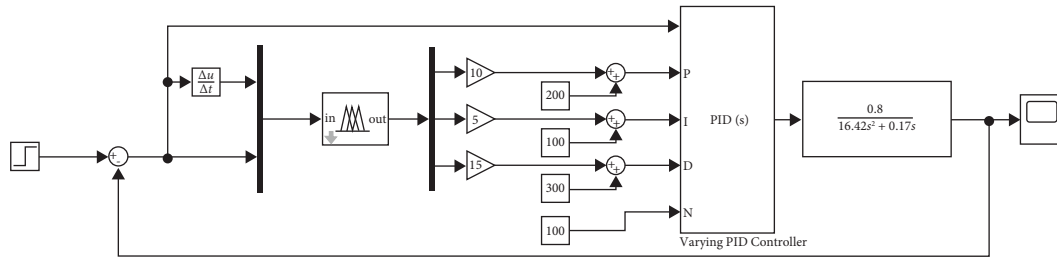 Δu
Δt
+
-
in
out
10
5
15
200
100
300
100
+
+
+
+
+
+
P
I
D
N
PID (s)
Varying PID Controller
0.8
16.42s² + 0.17s